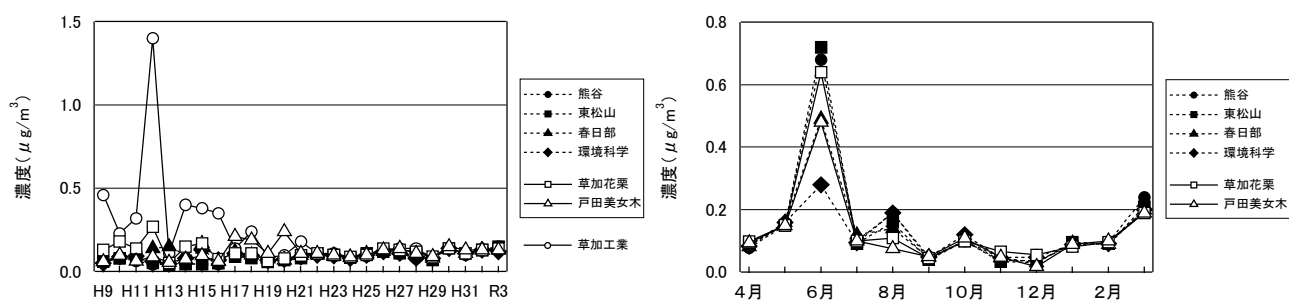 濃度(μg/m³)
1.5
1.0
0.5
0.0
H9 H11 H13 H15 H17 H19 H21 H23 H25 H27 H29 H31 R3
熊谷
東松山
春日部
環境科学
草加花栗
戸田美女木
草加工業
濃度(μg/m³)
0.8
0.6
0.4
0.2
0.0
4月 6月 8月 10月 12月 2月
熊谷
東松山
春日部
環境科学
草加花栗
戸田美女木